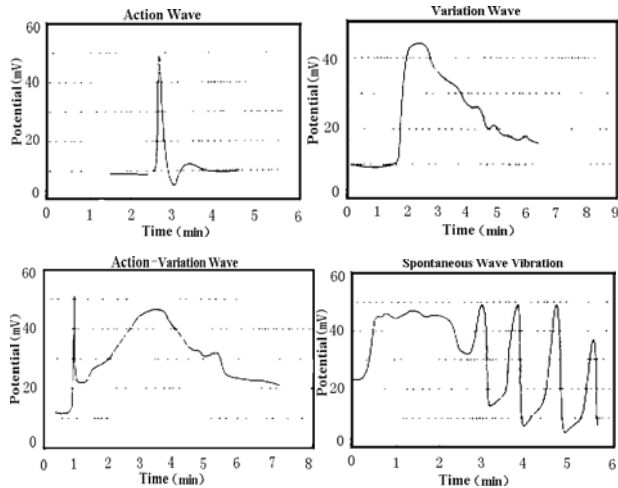 Action Wave
Potential(mV)
60
40
20
0
0 1 2 3 4 5 6
Time(min)
Variation Wave
Potential(mV)
60
40
20
0
0 1 2 3 4 5 6 7 8 9
Time(min)
Action-Variation Wave
Potential(mV)
60
40
20
0
0 1 2 3 4 5 6 7 8
Time(min)
Spontaneous Wave Vibration
Potential(mV)
60
40
20
0
0 1 2 3 4 5 6
Time(min)